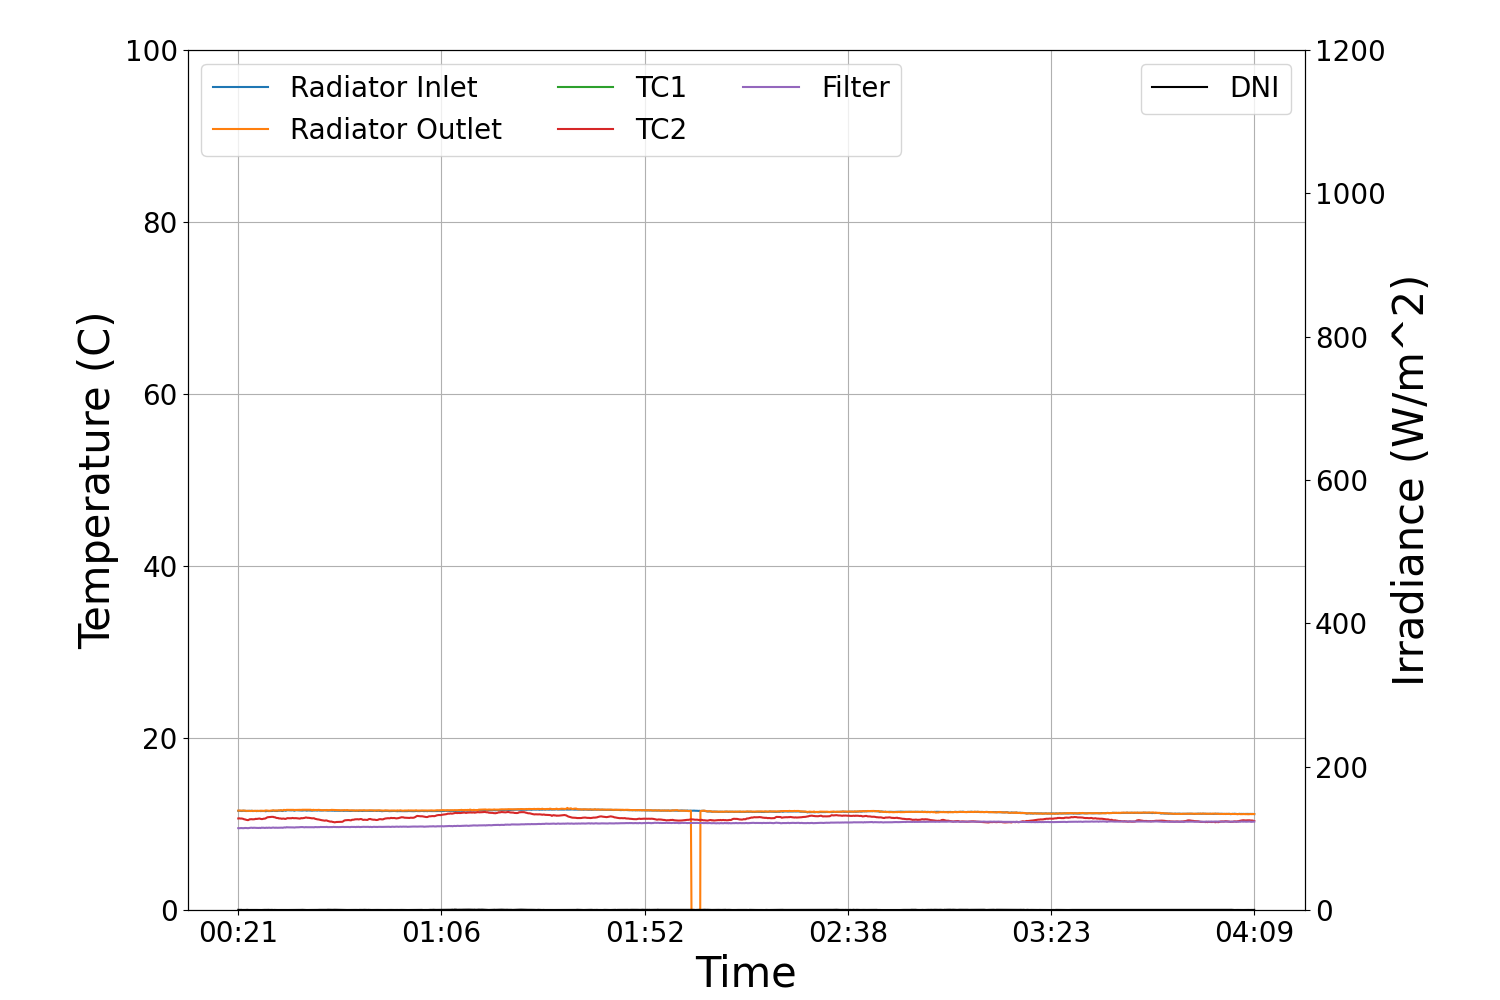 100
80
60
40
20
0
Temperature (C)
Radiator Inlet
Radiator Outlet
TC1
TC2
Filter
DNI
1200
1000
800
600
400
200
0
Irradiance (W/m^2)
00:21 01:06 01:52 02:38 03:23 04:09
Time